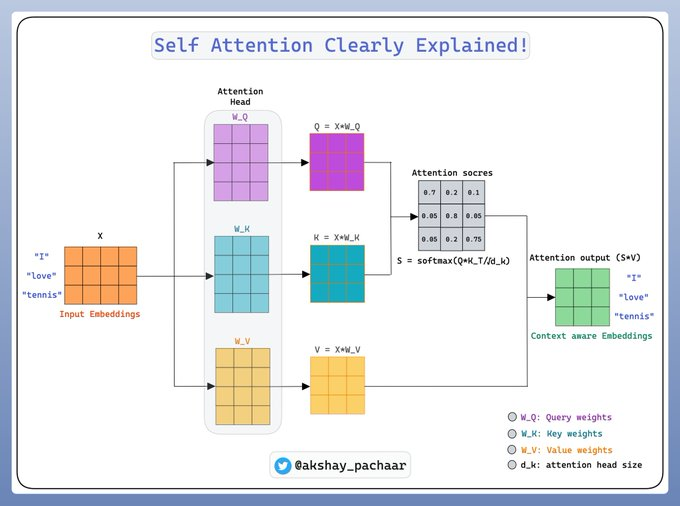 Self Attention Clearly Explained!
Attention
Head
W_Q
Q = X*W_Q
Attention socres
0.7 0.2 0.1
0.05 0.8 0.05
0.05 0.2 0.75
S = softmax(Q*K_T/√d_k)
X
"I"
"love"
"tennis"
Input Embeddings
W_K
K = X*W_K
Attention output (S*V)
"I"
"love"
"tennis"
Context aware Embeddings
W_V
V = X*W_V
W_Q: Query weights
W_K: Key weights
W_V: Value weights
d_k: attention head size
@akshay_pachaar